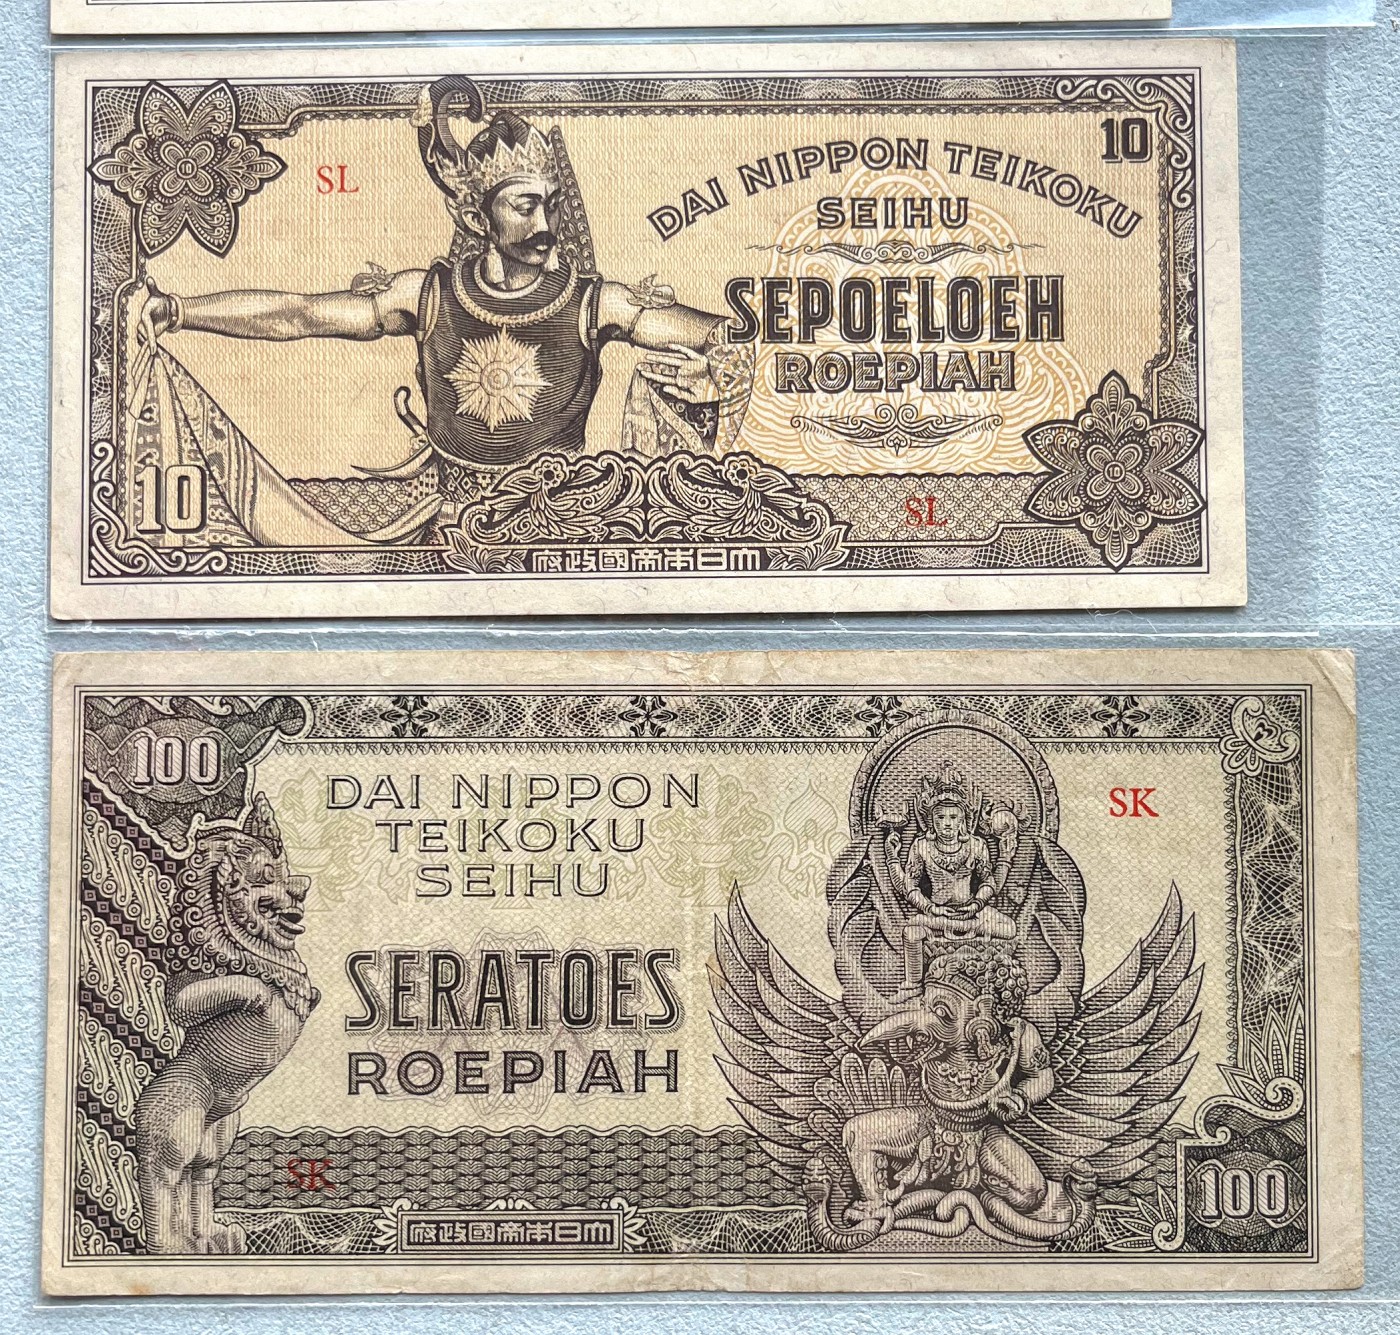 10
SL
DAI NIPPON TEIKOKU
SEIHU
SEPOELOEH
ROEPIAH
10
SL
大日本帝國政府
100
DAI NIPPON
TEIKOKU
SEIHU
SK
SERATOES
ROEPIAH
SK
100
大日本帝國政府